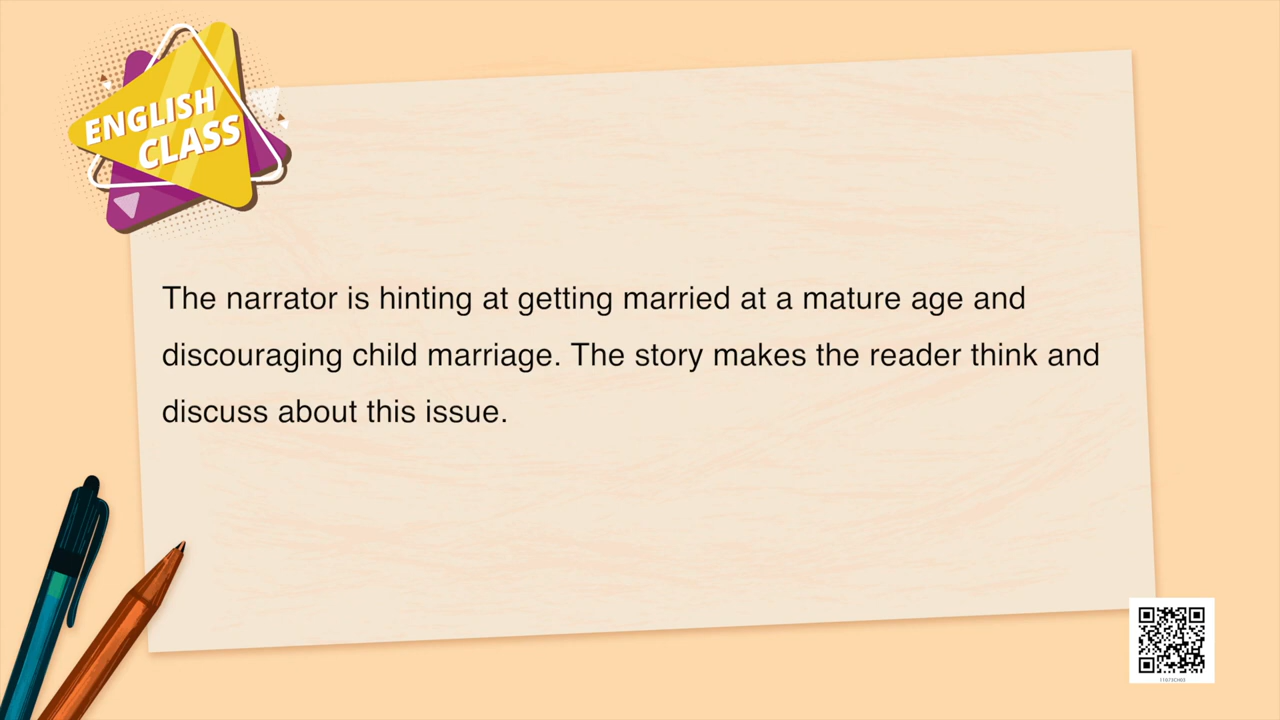 ENGLISH
CLASS
The narrator is hinting at getting married at a mature age and
discouraging child marriage. The story makes the reader think and
discuss about this issue.